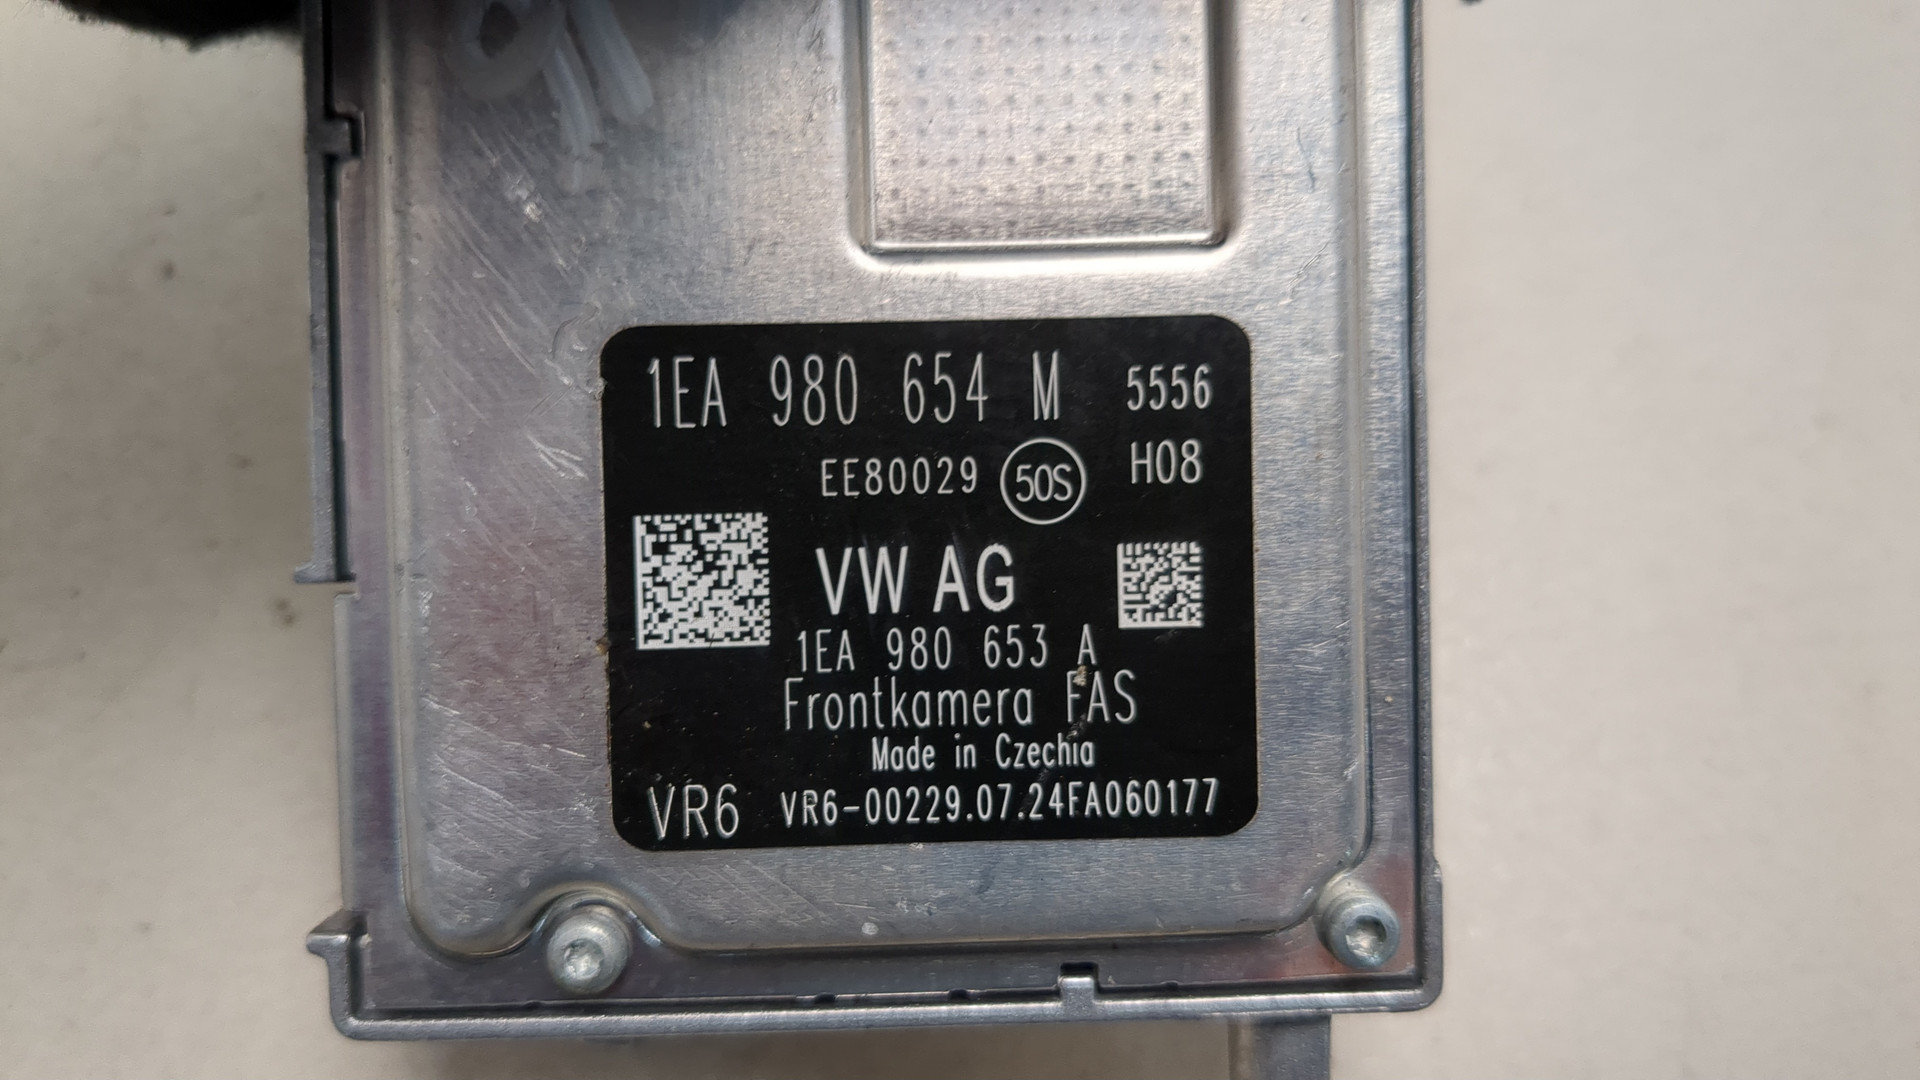 1EA 980 654 M 5556
EE80029 50S H08
VW AG
1EA 980 653 A
Frontkamera FAS
Made in Czechia
VR6 VR6-00229.07.24FA060177